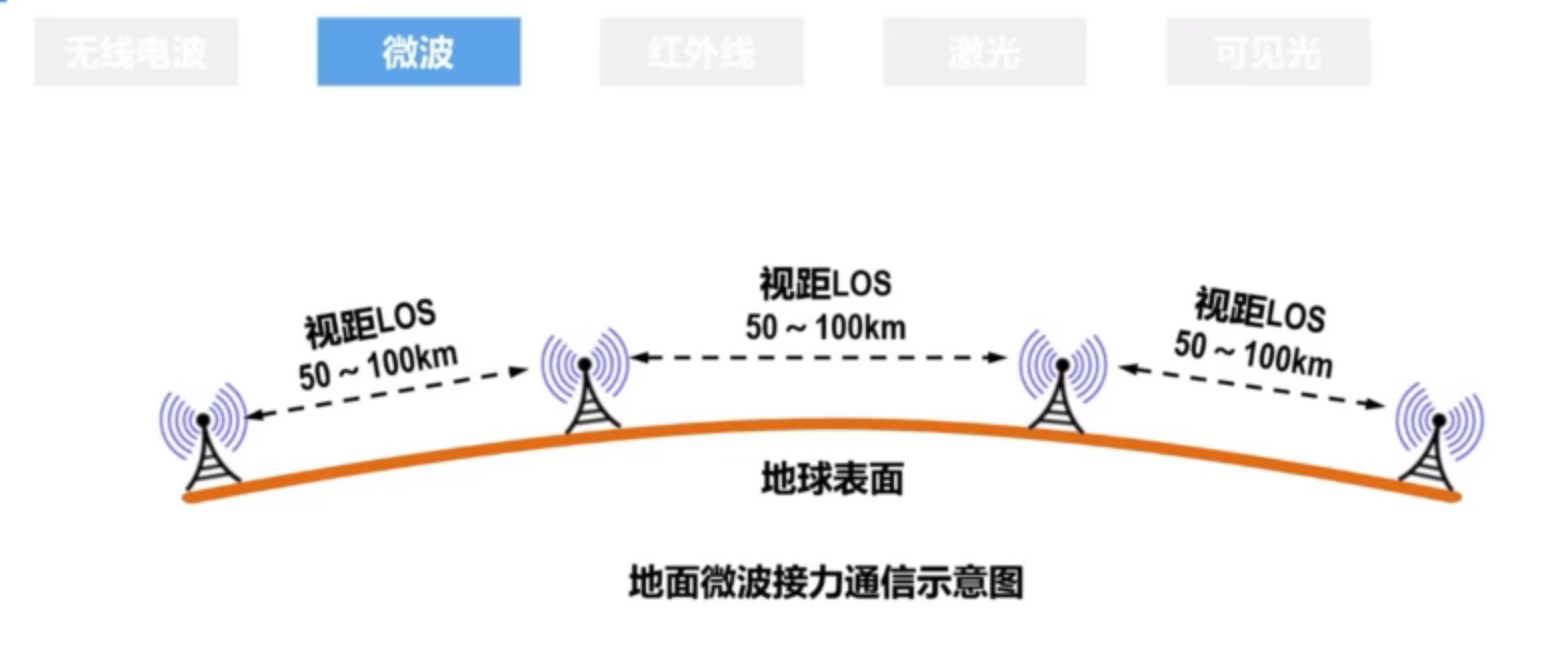 无线电波
微波
红外线
激光
可见光
视距LOS
50～100km
视距LOS
50～100km
视距LOS
50～100km
地球表面
地面微波接力通信示意图